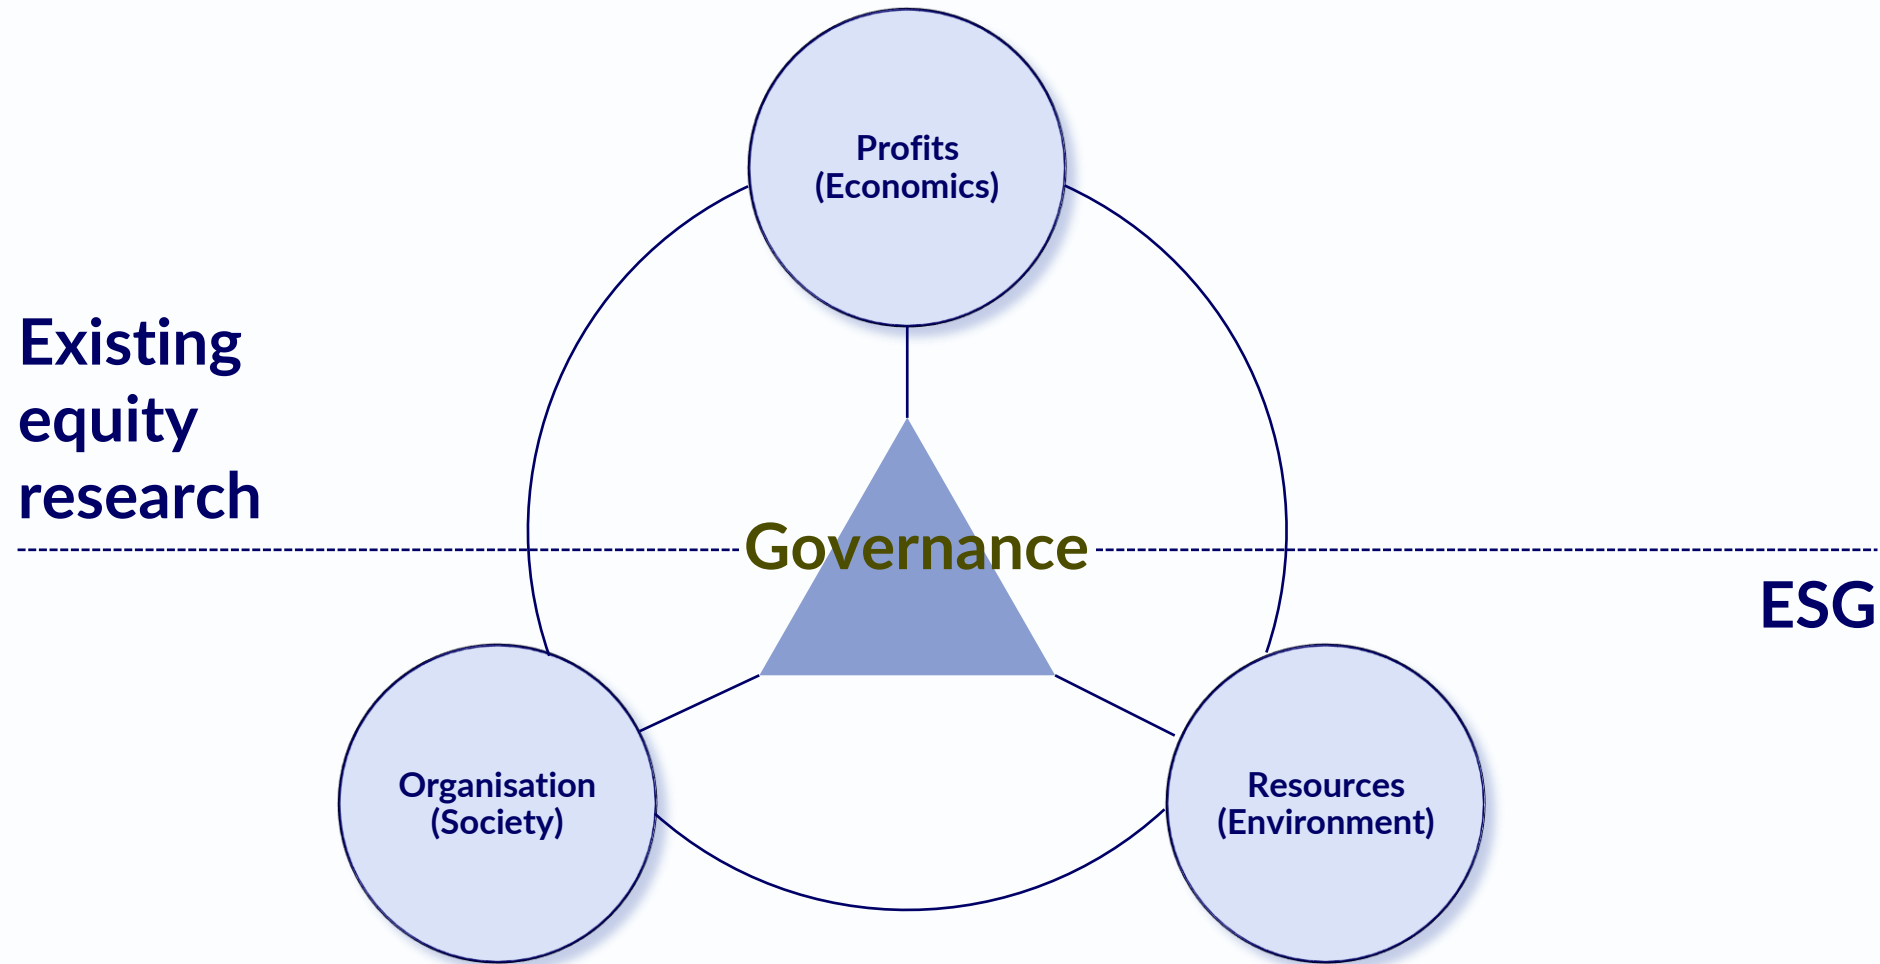 Profits
(Economics)
Existing
equity
research
Governance
ESG
Organisation
(Society)
Resources
(Environment)